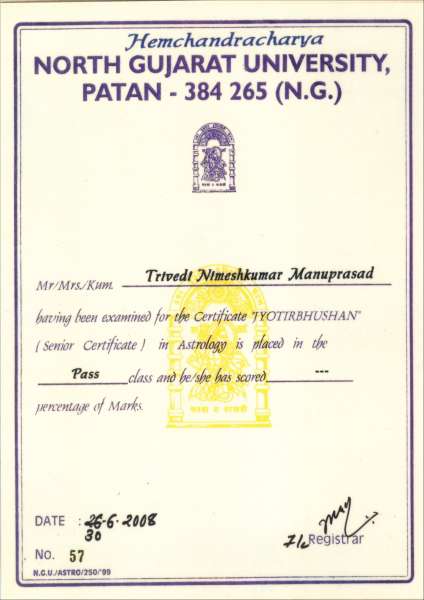 Hemchandracharya
NORTH GUJARAT UNIVERSITY,
PATAN - 384 265 (N.G.)
Mr/Mrs./Kum. Trivedi Nimeshkumar Manuprasad
having been examined for the Certificate "JYOTIRBHUSHAN"
( Senior Certificate ) in Astrology is placed in the
Pass class and he/she has scored ---
percentage of Marks.
DATE : 26-6-2008
30
I/c Registrar
No. 57
N.G.U./ASTRO/250/'99